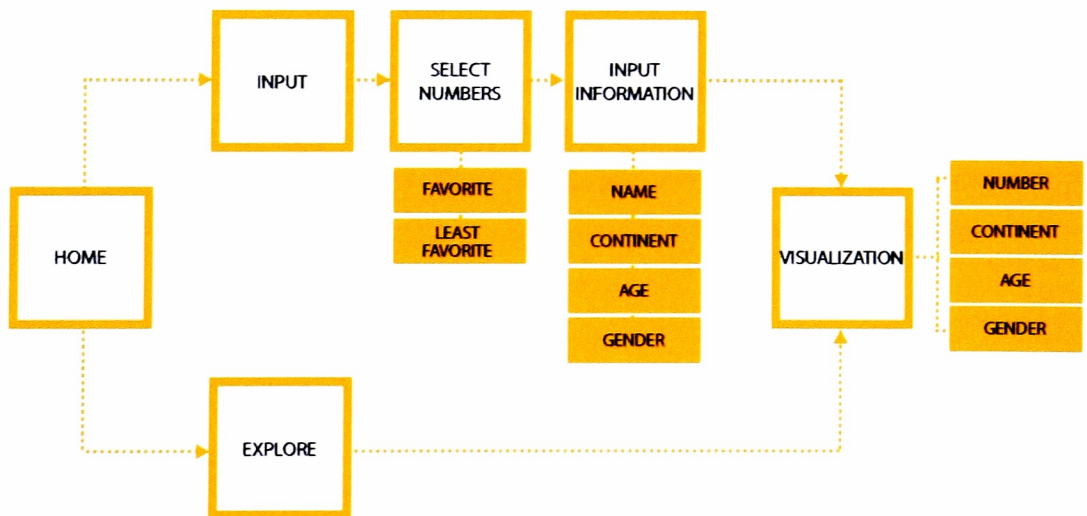 INPUT
SELECT
NUMBERS
INPUT
INFORMATION
FAVORITE
LEAST
FAVORITE
NAME
CONTINENT
AGE
GENDER
HOME
VISUALIZATION
NUMBER
CONTINENT
AGE
GENDER
EXPLORE